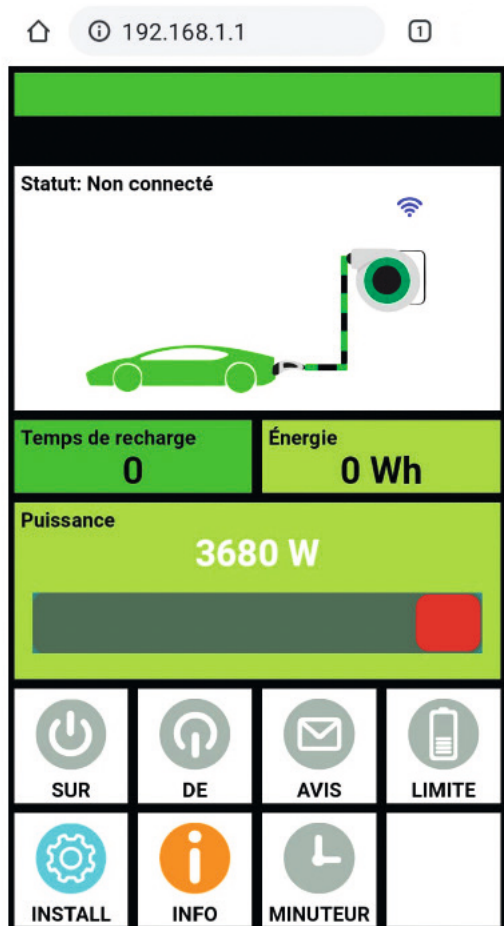 192.168.1.1
1
Statut: Non connecté
Temps de recharge
0
Énergie
0 Wh
Puissance
3680 W
SUR
DE
AVIS
LIMITE
INSTALL
INFO
MINUTEUR